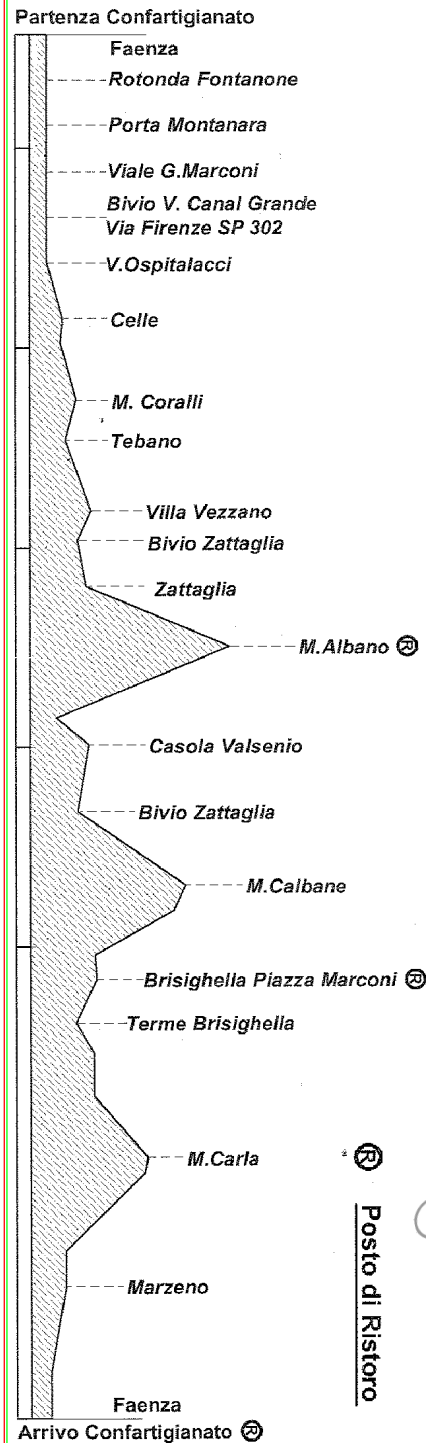 Partenza Confartigianato
Faenza
Rotonda Fontanone
Porta Montanara
Viale G.Marconi
Bivio V. Canal Grande
Via Firenze SP 302
V.Ospitalacci
Celle
M. Coralli
Tebano
Villa Vezzano
Bivio Zattaglia
Zattaglia
M.Albano Ⓡ
Casola Valsenio
Bivio Zattaglia
M.Calbane
Brisighella Piazza Marconi Ⓡ
Terme Brisighella
M.Carla
Ⓡ Posto di Ristoro
Marzeno
Faenza
Arrivo Confartigianato Ⓡ